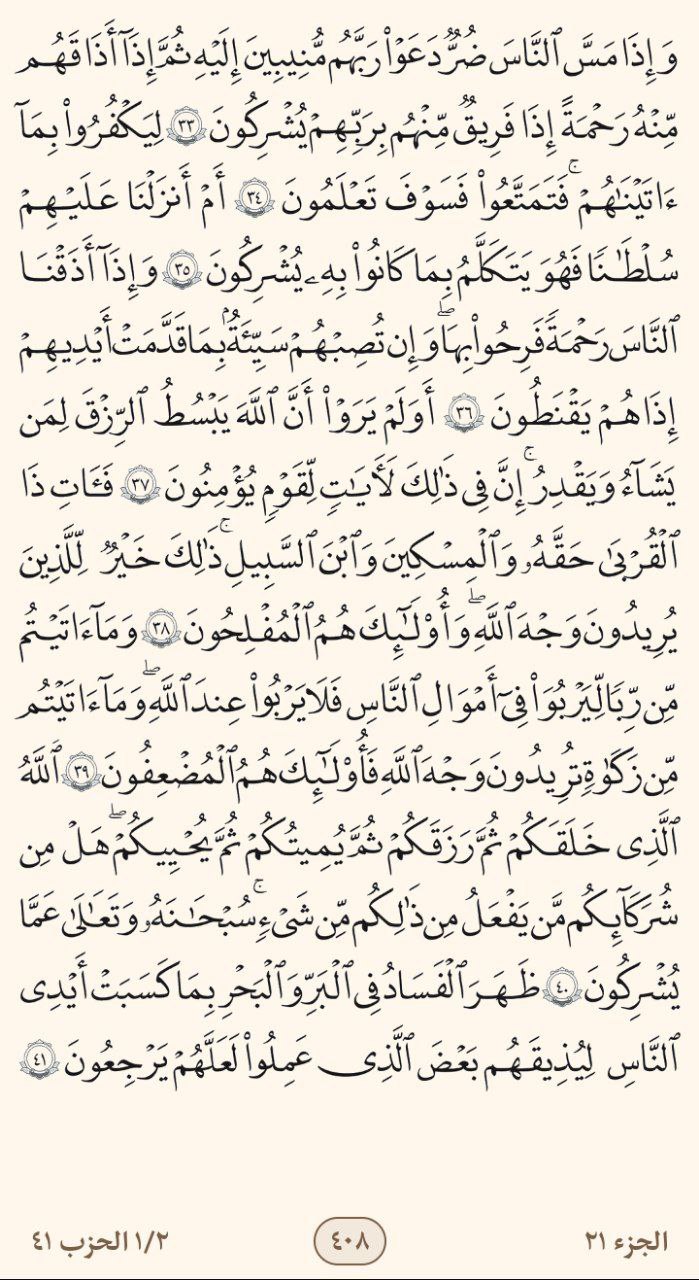 وَإِذَا مَسَّ ٱلنَّاسَ ضُرٌّ دَعَوْا۟ رَبَّهُم مُّنِيبِينَ إِلَيْهِ ثُمَّ إِذَآ أَذَاقَهُم
مِّنْهُ رَحْمَةً إِذَا فَرِيقٌ مِّنْهُم بِرَبِّهِمْ يُشْرِكُونَ ٣٣ لِيَكْفُرُوا۟ بِمَآ
ءَاتَيْنَـٰهُمْ ۚ فَتَمَتَّعُوا۟ فَسَوْفَ تَعْلَمُونَ ٣٤ أَمْ أَنزَلْنَا عَلَيْهِمْ
سُلْطَـٰنًا فَهُوَ يَتَكَلَّمُ بِمَا كَانُوا۟ بِهِۦ يُشْرِكُونَ ٣٥ وَإِذَآ أَذَقْنَا
ٱلنَّاسَ رَحْمَةً فَرِحُوا۟ بِهَا ۖ وَإِن تُصِبْهُمْ سَيِّئَةٌۢ بِمَا قَدَّمَتْ أَيْدِيهِمْ
إِذَا هُمْ يَقْنَطُونَ ٣٦ أَوَلَمْ يَرَوْا۟ أَنَّ ٱللَّهَ يَبْسُطُ ٱلرِّزْقَ لِمَن
يَشَآءُ وَيَقْدِرُ ۚ إِنَّ فِى ذَٰلِكَ لَـَٔايَـٰتٍ لِّقَوْمٍ يُؤْمِنُونَ ٣٧ فَـَٔاتِ ذَا
ٱلْقُرْبَىٰ حَقَّهُۥ وَٱلْمِسْكِينَ وَٱبْنَ ٱلسَّبِيلِ ۚ ذَٰلِكَ خَيْرٌ لِّلَّذِينَ
يُرِيدُونَ وَجْهَ ٱللَّهِ ۖ وَأُو۟لَـٰٓئِكَ هُمُ ٱلْمُفْلِحُونَ ٣٨ وَمَآ ءَاتَيْتُم
مِّن رِّبًا لِّيَرْبُوَا۟ فِىٓ أَمْوَٰلِ ٱلنَّاسِ فَلَا يَرْبُوا۟ عِندَ ٱللَّهِ ۖ وَمَآ ءَاتَيْتُم
مِّن زَكَوٰةٍ تُرِيدُونَ وَجْهَ ٱللَّهِ فَأُو۟لَـٰٓئِكَ هُمُ ٱلْمُضْعِفُونَ ٣٩ ٱللَّهُ
ٱلَّذِى خَلَقَكُمْ ثُمَّ رَزَقَكُمْ ثُمَّ يُمِيتُكُمْ ثُمَّ يُحْيِيكُمْ ۖ هَلْ مِن
شُرَكَآئِكُم مَّن يَفْعَلُ مِن ذَٰلِكُم مِّن شَىْءٍ ۚ سُبْحَـٰنَهُۥ وَتَعَـٰلَىٰ عَمَّا
يُشْرِكُونَ ٤٠ ظَهَرَ ٱلْفَسَادُ فِى ٱلْبَرِّ وَٱلْبَحْرِ بِمَا كَسَبَتْ أَيْدِى
ٱلنَّاسِ لِيُذِيقَهُم بَعْضَ ٱلَّذِى عَمِلُوا۟ لَعَلَّهُمْ يَرْجِعُونَ ٤١
الجزء ٢١ ٤٠٨ ١/٢ الحزب ٤١